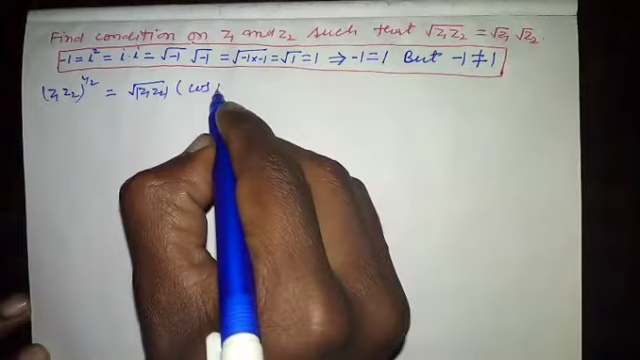 Find condition on z₁ and z₂ such that √z₁z₂ = √z₁ √z₂.
-1 = i² = i·i = √-1 √-1 = √-1×-1 = √1 = 1 ⇒ -1 = 1 But -1 ≠ 1
(z₁z₂)^1/2 = √|z₁z₂| (cos